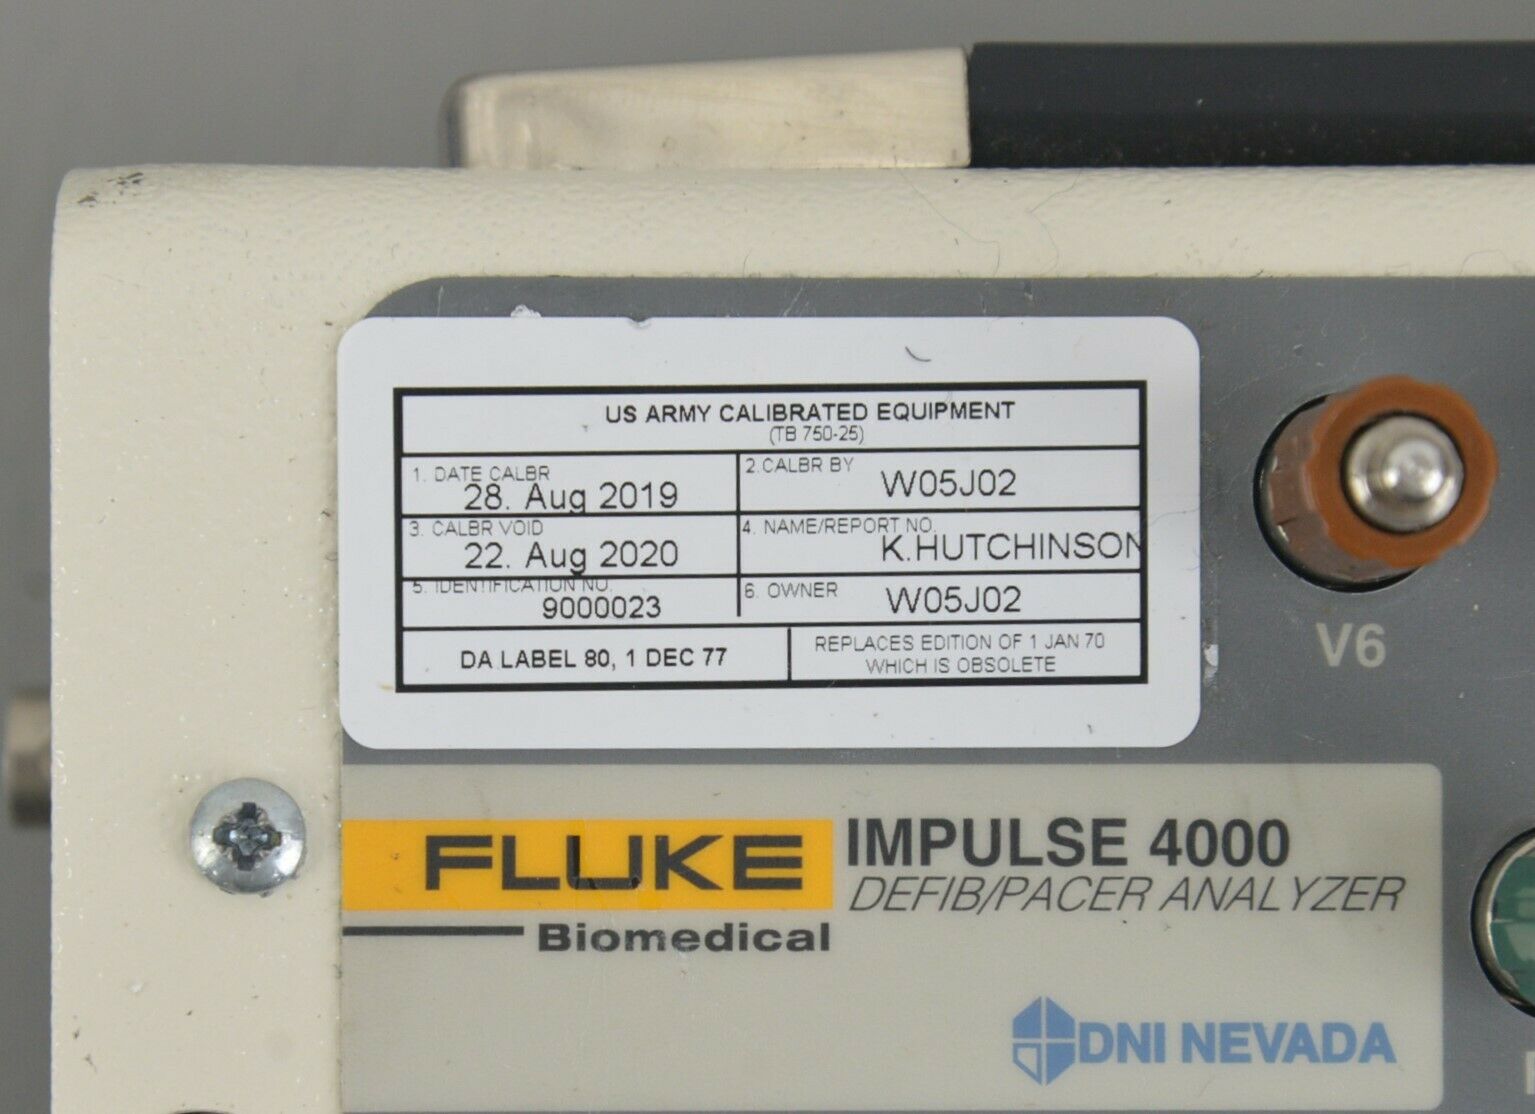 US ARMY CALIBRATED EQUIPMENT
(TB 750-25)
1. DATE CALBR
28. Aug 2019
2.CALBR BY
W05J02
3. CALBR VOID
22. Aug 2020
4. NAME/REPORT NO.
K.HUTCHINSON
5. IDENTIFICATION NO.
9000023
6. OWNER
W05J02
DA LABEL 80, 1 DEC 77
REPLACES EDITION OF 1 JAN 70
WHICH IS OBSOLETE
V6
FLUKE
Biomedical
IMPULSE 4000
DEFIB/PACER ANALYZER
DNI NEVADA